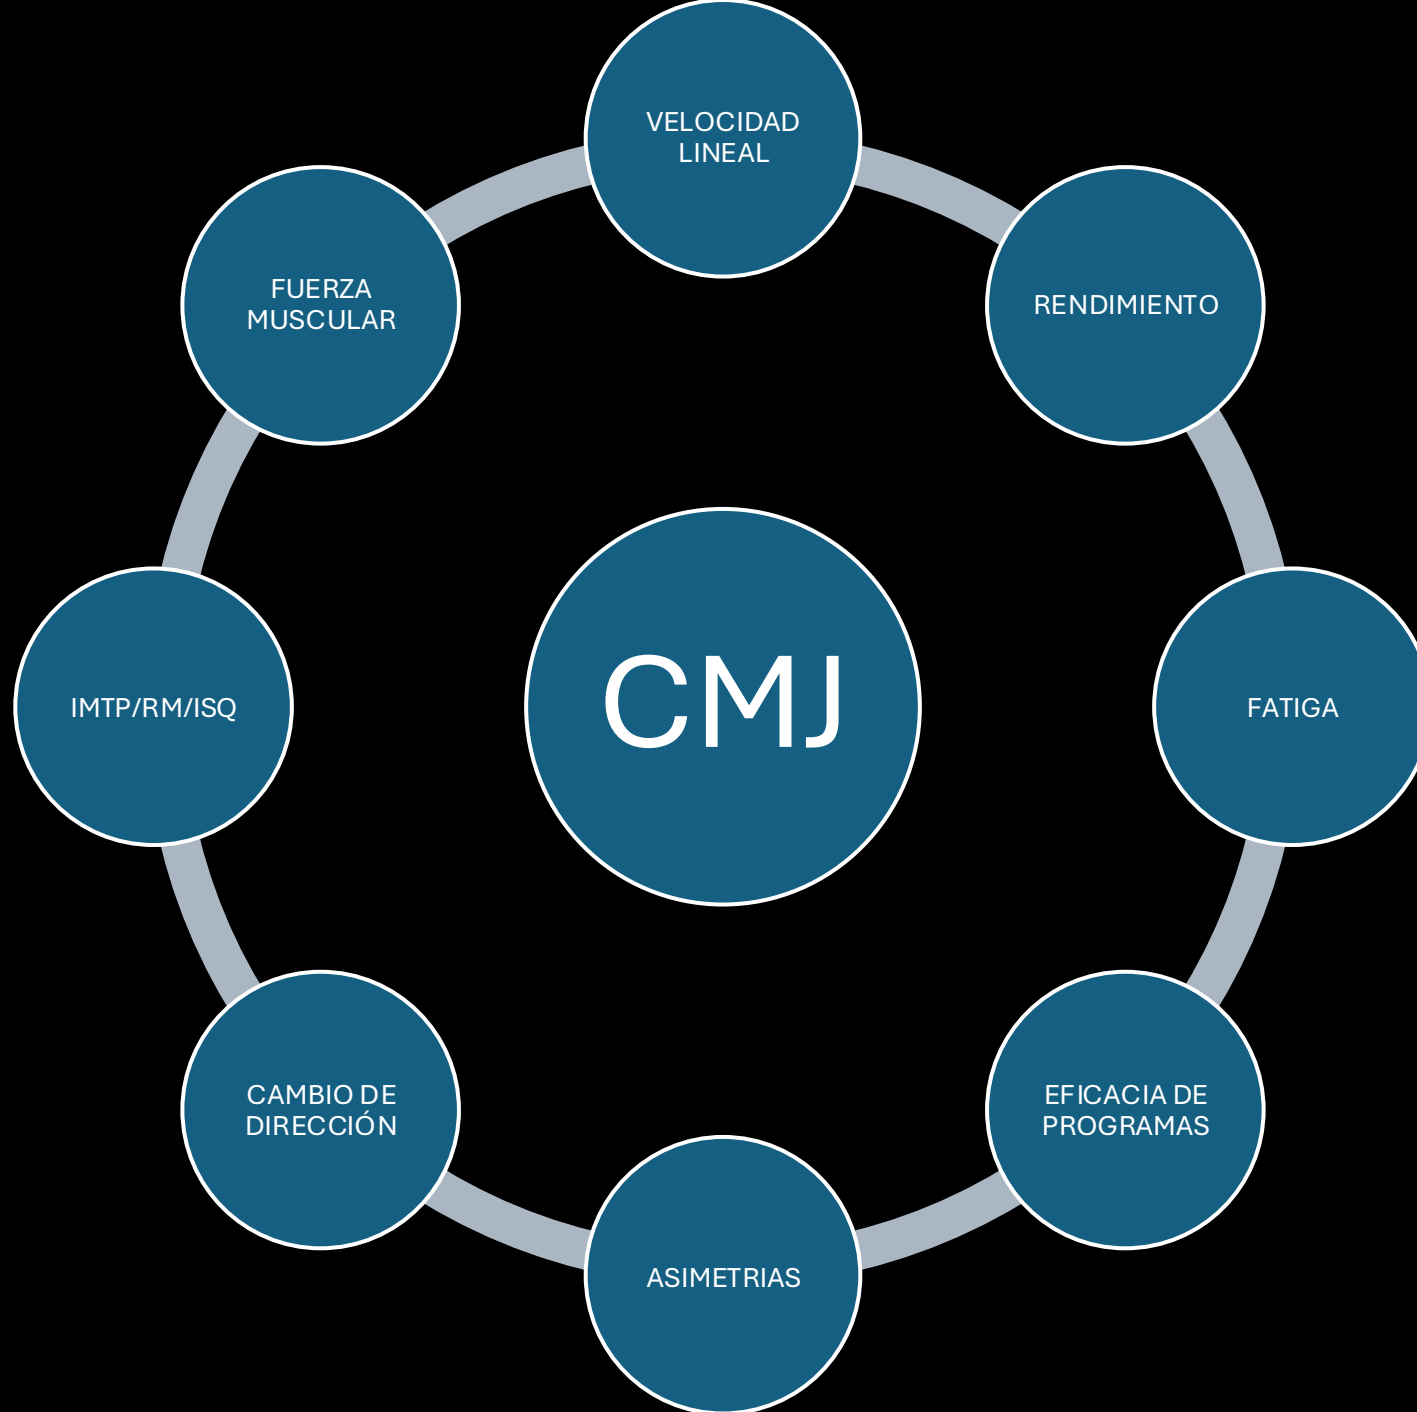 VELOCIDAD
LINEAL
RENDIMIENTO
FATIGA
EFICACIA DE
PROGRAMAS
ASIMETRIAS
CAMBIO DE
DIRECCIÓN
IMTP/RM/ISQ
FUERZA
MUSCULAR
CMJ